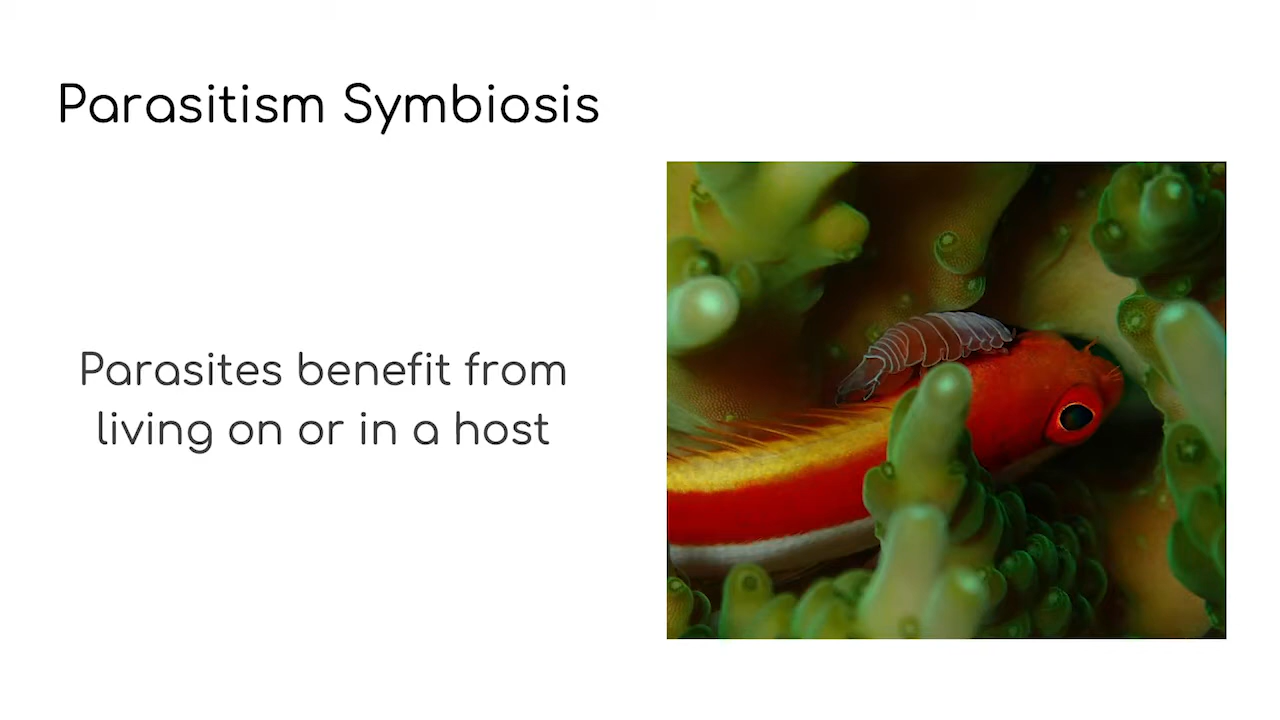 Parasitism Symbiosis
Parasites benefit from
living on or in a host